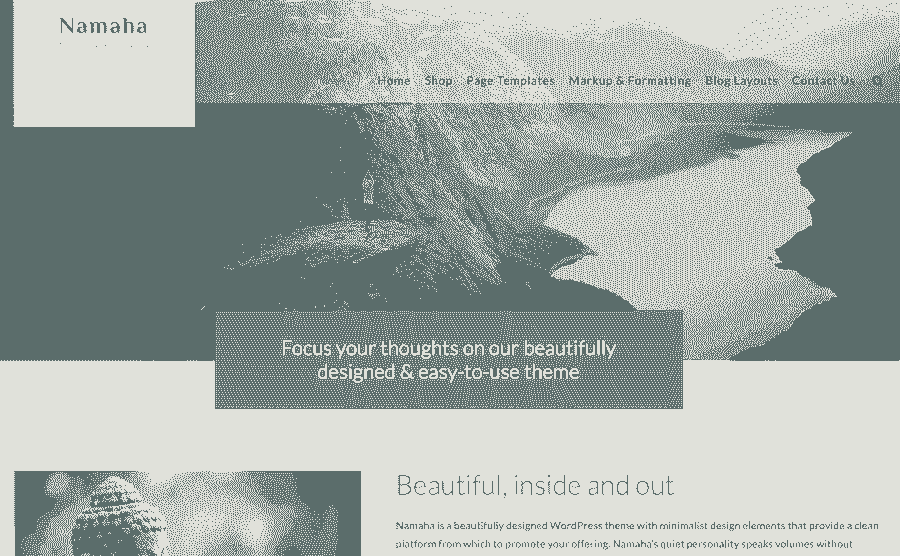 Namaha
Home Shop Page Templates Markup & Formatting Blog Layouts Contact Us
Focus your thoughts on our beautifully
designed & easy-to-use theme
Beautiful, inside and out
Namaha is a beautifully designed WordPress theme with minimalist design elements that provide a clean
platform from which to promote your offering. Namaha's quiet personality speaks volumes without